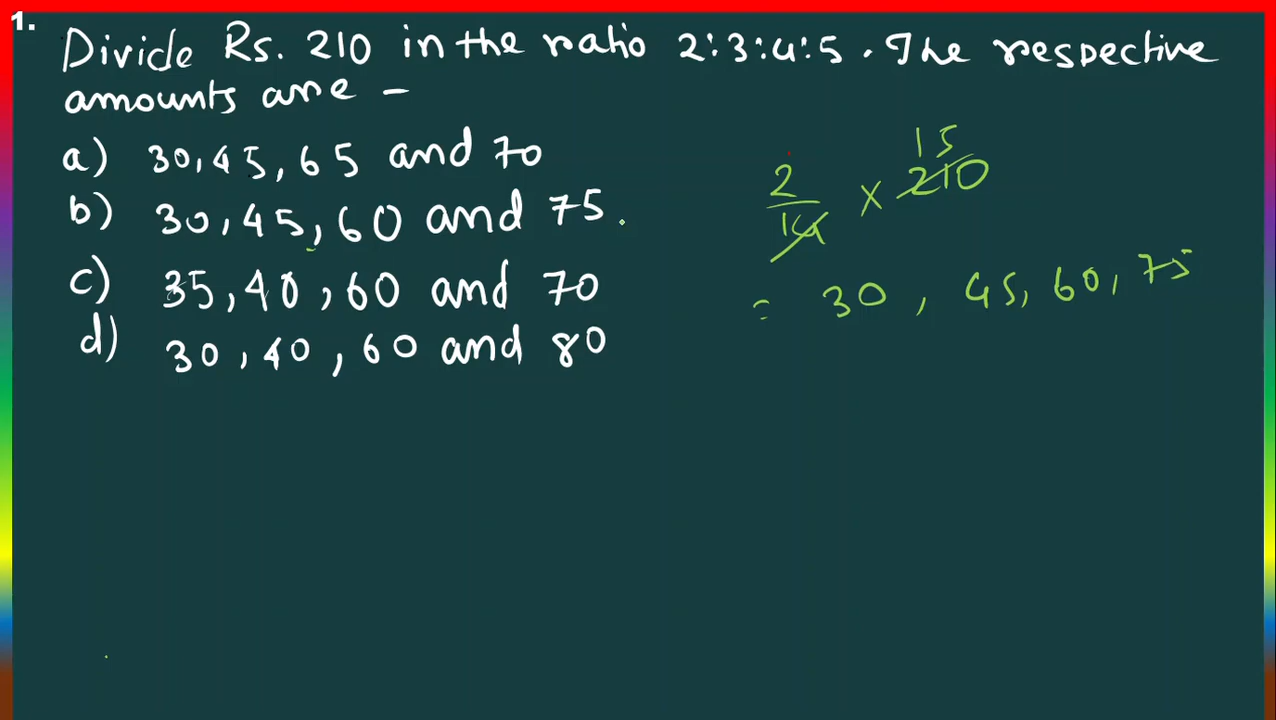 1.
Divide Rs. 210 in the ratio 2:3:4:5. The respective
amounts are -
a) 30, 45, 65 and 70
b) 30, 45, 60 and 75.
c) 35, 40, 60 and 70
d) 30, 40, 60 and 80
15
2/14 × 210
= 30, 45, 60, 75